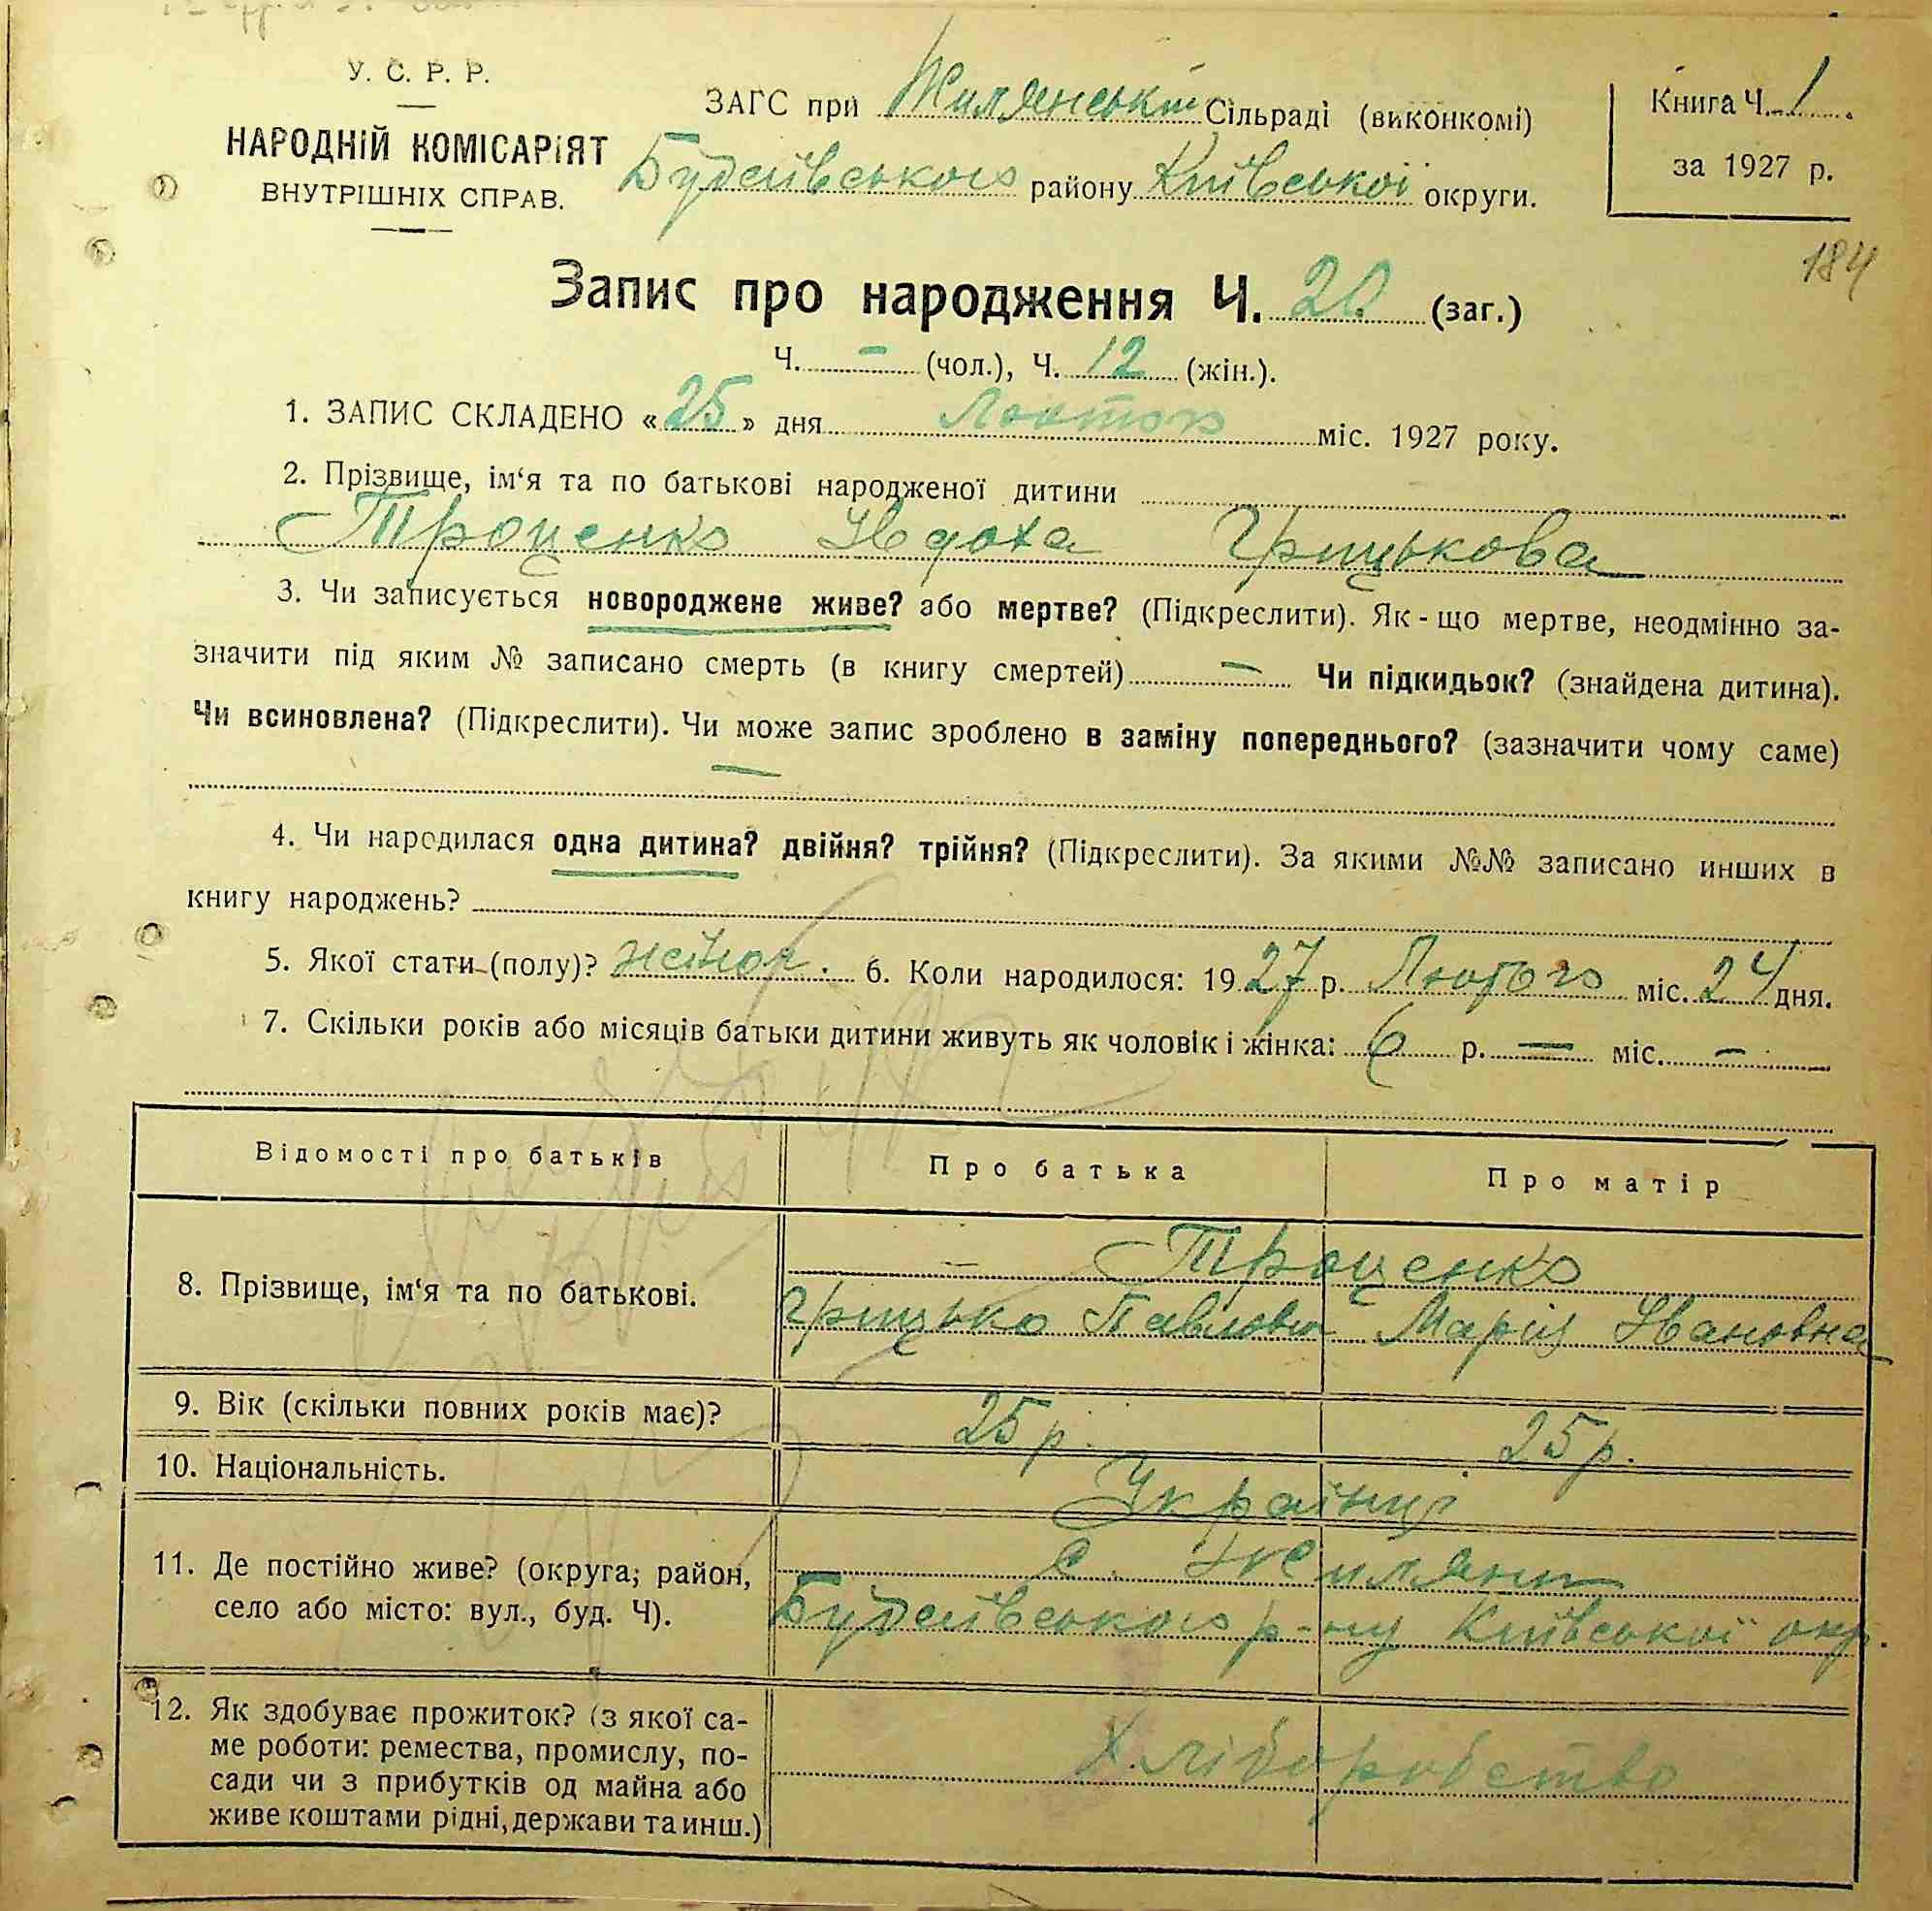 У. С. Р. Р.
НАРОДНІЙ КОМІСАРІЯТ
ВНУТРІШНІХ СПРАВ.
ЗАГС при Жилянській Сільраді (виконкомі)
Будаївського району Київської округи.
Книга Ч. 1
за 1927 р.
184
Запис про народження Ч. 20 (заг.)
Ч. — (чол.), Ч. 12 (жін.).
1. ЗАПИС СКЛАДЕНО «25» дня Лютого міс. 1927 року.
2. Прізвище, ім‘я та по батькові народженої дитини
Троценко Явдоха Грицькова
3. Чи записується новороджене живе? або мертве? (Підкреслити). Як - що мертве, неодмінно за-
значити під яким № записано смерть (в книгу смертей) — Чи підкидьок? (знайдена дитина).
Чи всиновлена? (Підкреслити). Чи може запис зроблено в заміну попереднього? (зазначити чому саме)
—
4. Чи народилася одна дитина? двійня? трійня? (Підкреслити). За якими №№ записано инших в
книгу народжень?
5. Якої стати (полу)? жіноч. 6. Коли народилося: 1927 р. Лютого міс. 24 дня.
7. Скільки років або місяців батьки дитини живуть як чоловік і жінка: 6 р. — міс. —
Відомості про батьків
Про батька
Про матір
8. Прізвище, ім‘я та по батькові.
— Троценко
Грицько Павлович Марія Івановна
9. Вік (скільки повних років має)?
25 р.
25 р.
10. Національність.
Українці
11. Де постійно живе? (округа; район,
село або місто: вул., буд. Ч).
с. Жиляни
Будаївського р-ну Київської окр.
12. Як здобуває прожиток? (з якої са-
ме роботи: ремества, промислу, по-
сади чи з прибутків од майна або
живе коштами рідні, держави та инш.)
Хліборобство